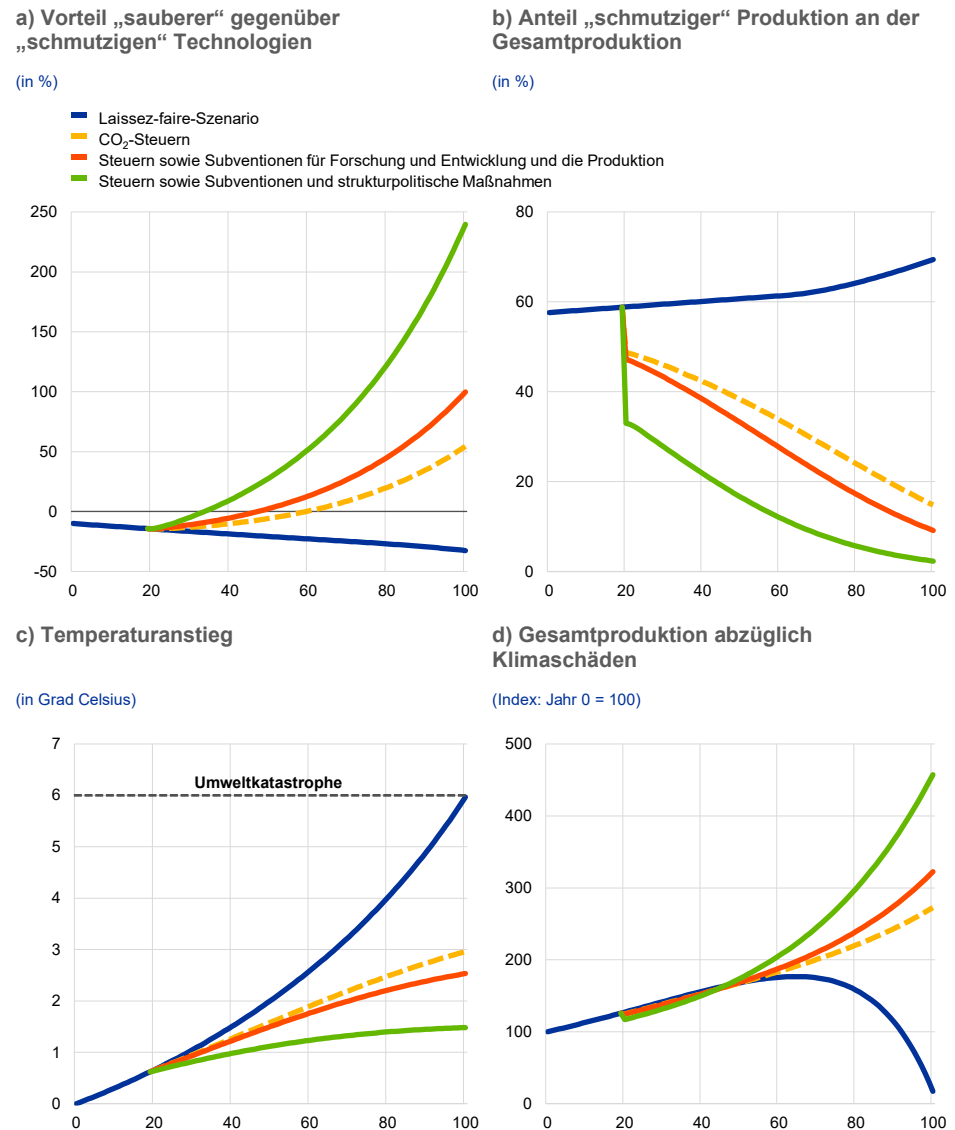 a) Vorteil „sauberer“ gegenüber
„schmutzigen“ Technologien
(in %)
b) Anteil „schmutziger“ Produktion an der
Gesamtproduktion
(in %)
Laissez-faire-Szenario
CO₂-Steuern
Steuern sowie Subventionen für Forschung und Entwicklung und die Produktion
Steuern sowie Subventionen und strukturpolitische Maßnahmen
250
200
150
100
50
0
-50
0 20 40 60 80 100
80
60
40
20
0
0 20 40 60 80 100
c) Temperaturanstieg
(in Grad Celsius)
d) Gesamtproduktion abzüglich
Klimaschäden
(Index: Jahr 0 = 100)
7
Umweltkatastrophe
6
5
4
3
2
1
0
0 20 40 60 80 100
500
400
300
200
100
0
0 20 40 60 80 100